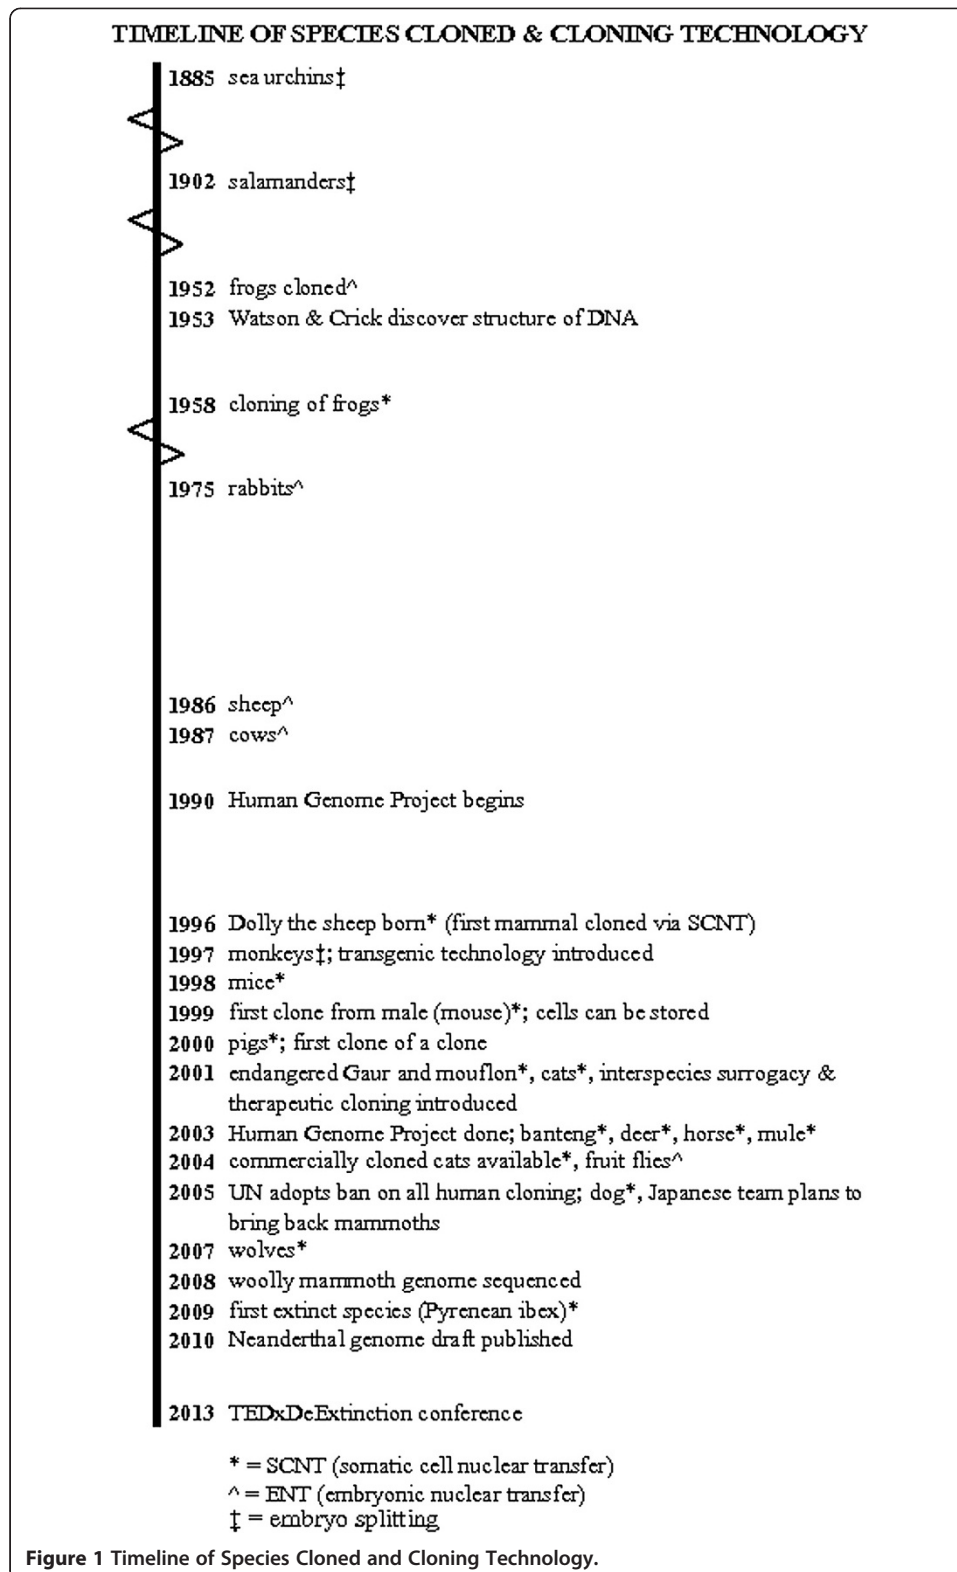 TIMELINE OF SPECIES CLONED & CLONING TECHNOLOGY
1885 sea urchins‡
1902 salamanders‡
1952 frogs cloned^
1953 Watson & Crick discover structure of DNA
1958 cloning of frogs*
1975 rabbits^
1986 sheep^
1987 cows^
1990 Human Genome Project begins
1996 Dolly the sheep born* (first mammal cloned via SCNT)
1997 monkeys‡; transgenic technology introduced
1998 mice*
1999 first clone from male (mouse)*; cells can be stored
2000 pigs*; first clone of a clone
2001 endangered Gaur and mouflon*, cats*, interspecies surrogacy &
therapeutic cloning introduced
2003 Human Genome Project done; banteng*, deer*, horse*, mule*
2004 commercially cloned cats available*, fruit flies^
2005 UN adopts ban on all human cloning; dog*, Japanese team plans to
bring back mammoths
2007 wolves*
2008 woolly mammoth genome sequenced
2009 first extinct species (Pyrenean ibex)*
2010 Neanderthal genome draft published
2013 TEDxDeExtinction conference
* = SCNT (somatic cell nuclear transfer)
^ = ENT (embryonic nuclear transfer)
‡ = embryo splitting
Figure 1 Timeline of Species Cloned and Cloning Technology.